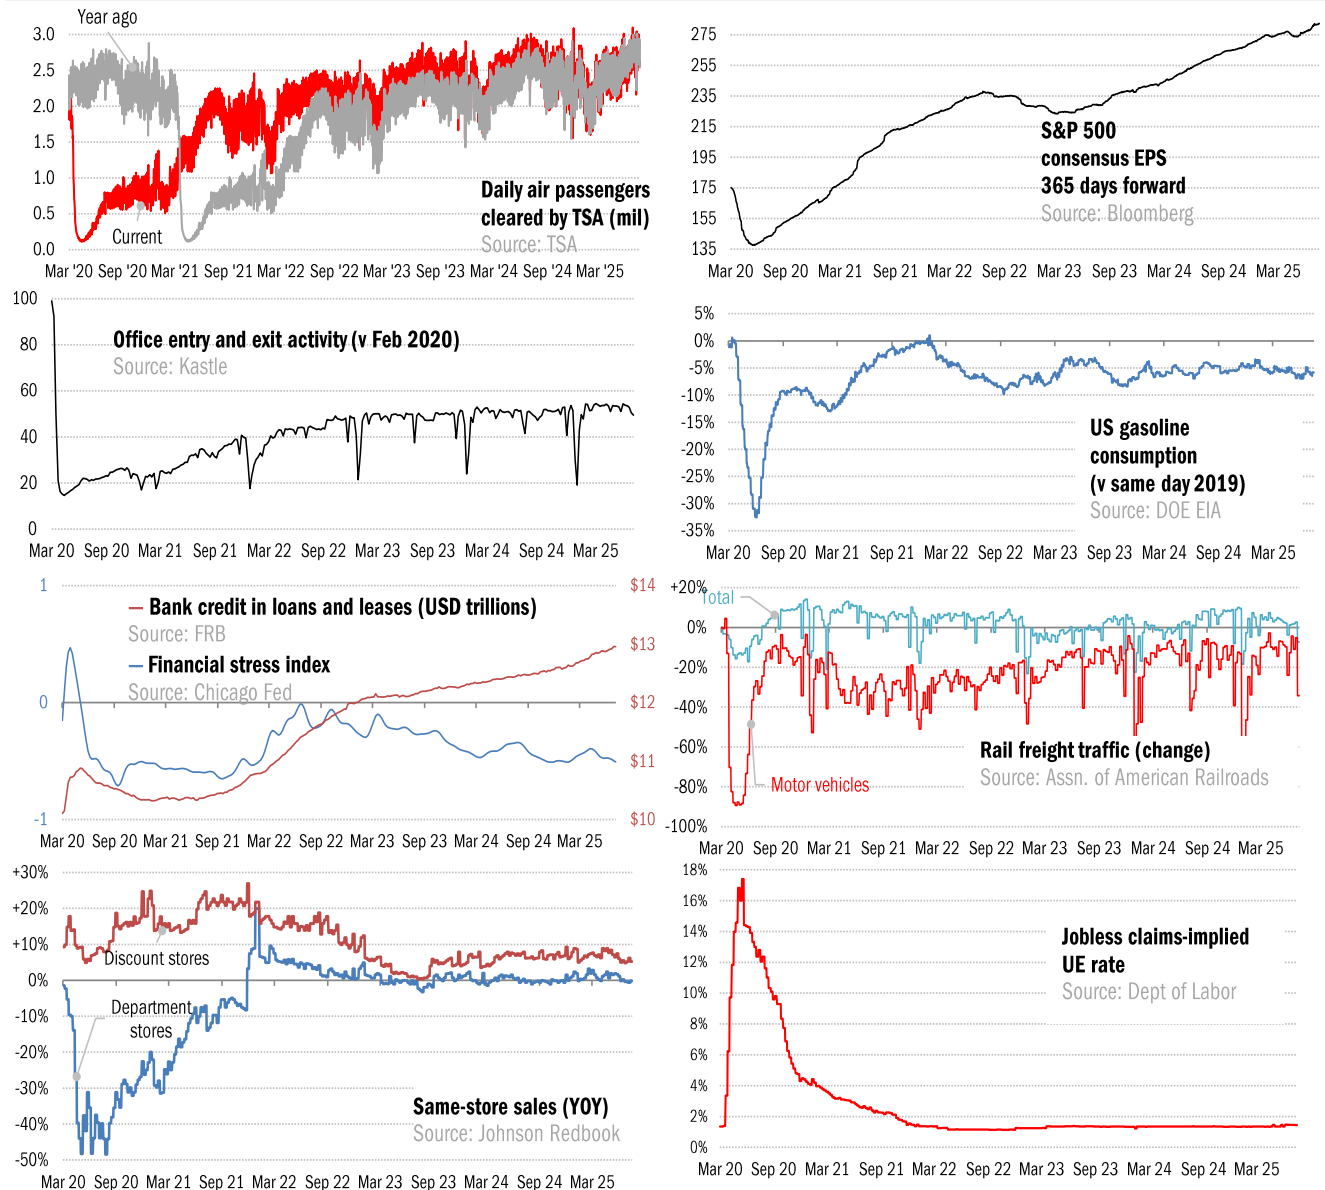 Year ago
3.0
2.5
2.0
1.5
1.0
0.5
0.0
Current
Daily air passengers
cleared by TSA (mil)
Source: TSA
Mar '20 Sep '20 Mar '21 Sep '21 Mar '22 Sep '22 Mar '23 Sep '23 Mar '24 Sep '24 Mar '25
275
255
235
215
195
175
155
135
S&P 500
consensus EPS
365 days forward
Source: Bloomberg
Mar 20 Sep 20 Mar 21 Sep 21 Mar 22 Sep 22 Mar 23 Sep 23 Mar 24 Sep 24 Mar 25
100
80
60
40
20
0
Office entry and exit activity (v Feb 2020)
Source: Kastle
Mar 20 Sep 20 Mar 21 Sep 21 Mar 22 Sep 22 Mar 23 Sep 23 Mar 24 Sep 24 Mar 25
5%
0%
-5%
-10%
-15%
-20%
-25%
-30%
-35%
US gasoline
consumption
(v same day 2019)
Source: DOE EIA
Mar 20 Sep 20 Mar 21 Sep 21 Mar 22 Sep 22 Mar 23 Sep 23 Mar 24 Sep 24 Mar 25
1
0
-1
Bank credit in loans and leases (USD trillions)
Source: FRB
Financial stress index
Source: Chicago Fed
$14
$13
$12
$11
$10
Mar 20 Sep 20 Mar 21 Sep 21 Mar 22 Sep 22 Mar 23 Sep 23 Mar 24 Sep 24 Mar 25
+20%
0%
-20%
-40%
-60%
-80%
-100%
Total
Motor vehicles
Rail freight traffic (change)
Source: Assn. of American Railroads
Mar 20 Sep 20 Mar 21 Sep 21 Mar 22 Sep 22 Mar 23 Sep 23 Mar 24 Sep 24 Mar 25
+30%
+20%
+10%
0%
-10%
-20%
-30%
-40%
-50%
Discount stores
Department
stores
Same-store sales (YOY)
Source: Johnson Redbook
Mar 20 Sep 20 Mar 21 Sep 21 Mar 22 Sep 22 Mar 23 Sep 23 Mar 24 Sep 24 Mar 25
18%
16%
14%
12%
10%
8%
6%
4%
2%
0%
Jobless claims-implied
UE rate
Source: Dept of Labor
Mar 20 Sep 20 Mar 21 Sep 21 Mar 22 Sep 22 Mar 23 Sep 23 Mar 24 Sep 24 Mar 25